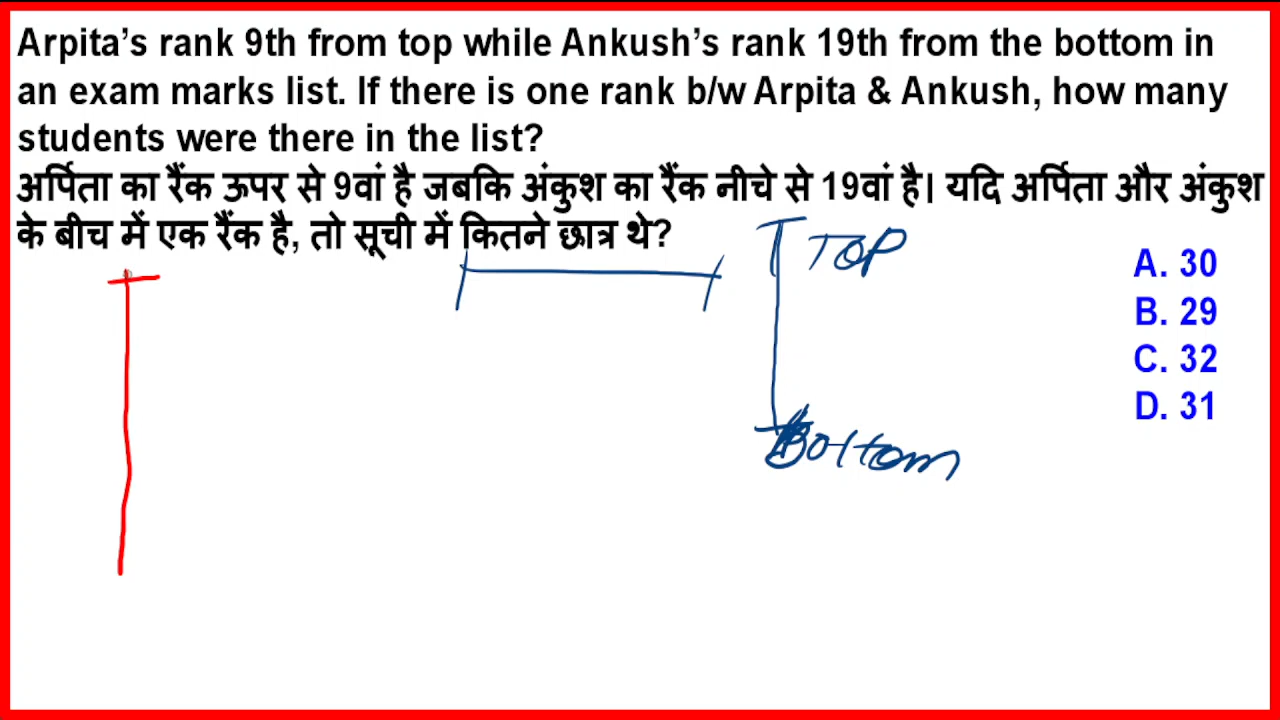 Arpita's rank 9th from top while Ankush's rank 19th from the bottom in
an exam marks list. If there is one rank b/w Arpita & Ankush, how many
students were there in the list?
अर्पिता का रैंक ऊपर से 9वां है जबकि अंकुश का रैंक नीचे से 19वां है। यदि अर्पिता और अंकुश
के बीच में एक रैंक है, तो सूची में कितने छात्र थे?
TOP
Bottom
A. 30
B. 29
C. 32
D. 31